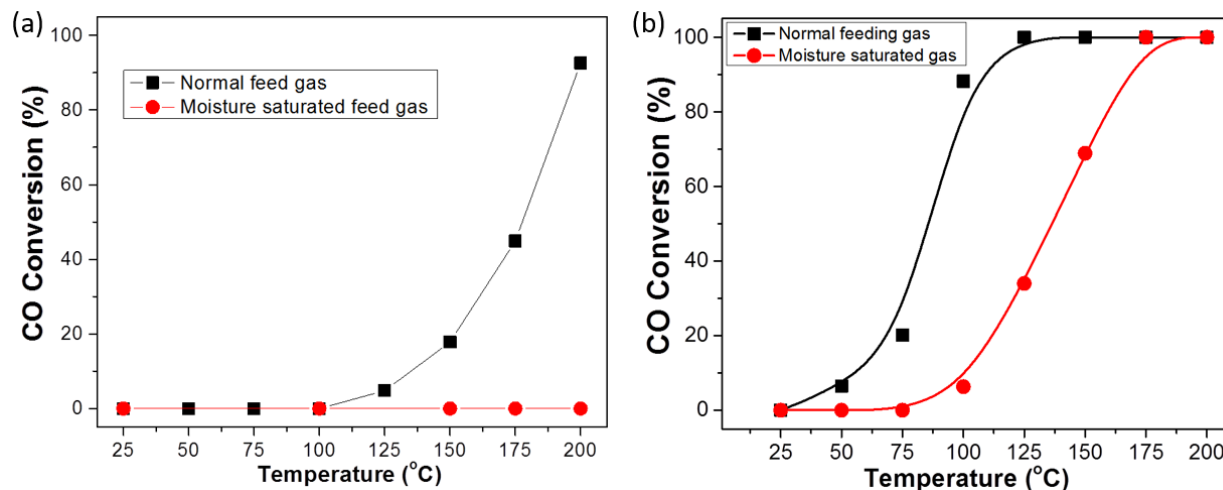 (a)
100
80
60
40
20
0
CO Conversion (%)
Normal feed gas
Moisture saturated feed gas
25 50 75 100 125 150 175 200
Temperature (°C)
(b)
100
80
60
40
20
0
CO Conversion (%)
Normal feeding gas
Moisture saturated gas
25 50 75 100 125 150 175 200
Temperature (°C)